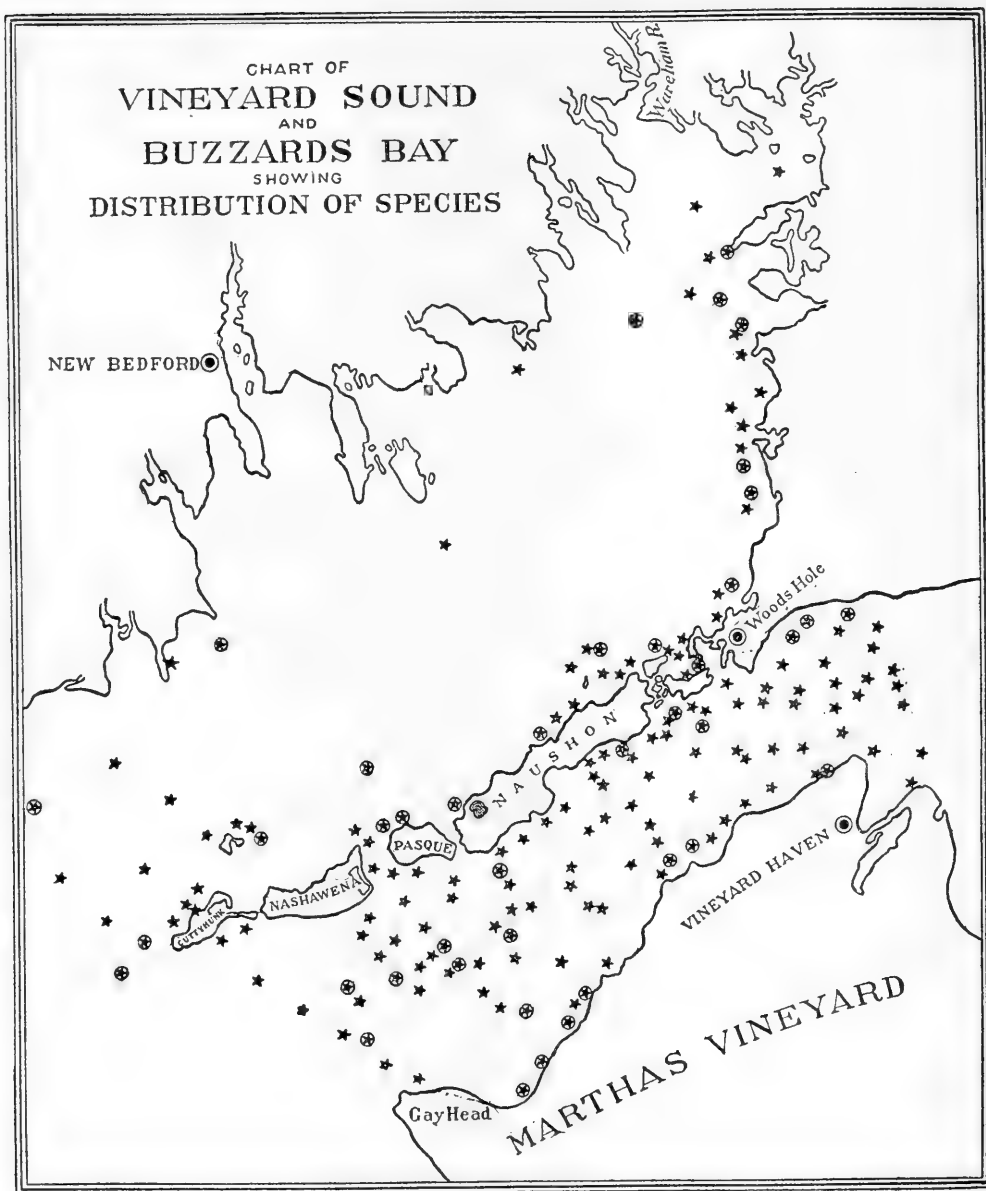 CHART OF
VINEYARD SOUND
AND
BUZZARDS BAY
SHOWING
DISTRIBUTION OF SPECIES
Wareham R.
NEW BEDFORD
Woods Hole
NAUSHON
PASQUE
NASHAWENA
CUTTYHUNK
VINEYARD HAVEN
MARTHAS VINEYARD
Gay Head